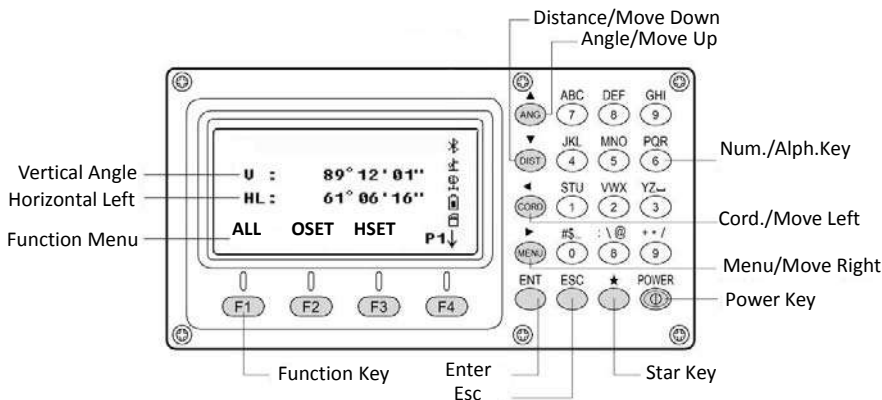 Distance/Move Down
Angle/Move Up
ABC DEF GHI
ANG 7 8 9
JKL MNO PQR
DIST 4 5 6
Num./Alph.Key
Vertical Angle
V : 89°12'01"
Horizontal Left
HL: 61°06'16"
STU VWX YZ
CORD 1 2 3
Cord./Move Left
Function Menu
ALL OSET HSET P1↓
#$_ :\@ +•/
MENU 0 8 9
Menu/Move Right
ENT ESC ★ POWER
Power Key
F1 F2 F3 F4
Function Key
Enter
Esc
Star Key